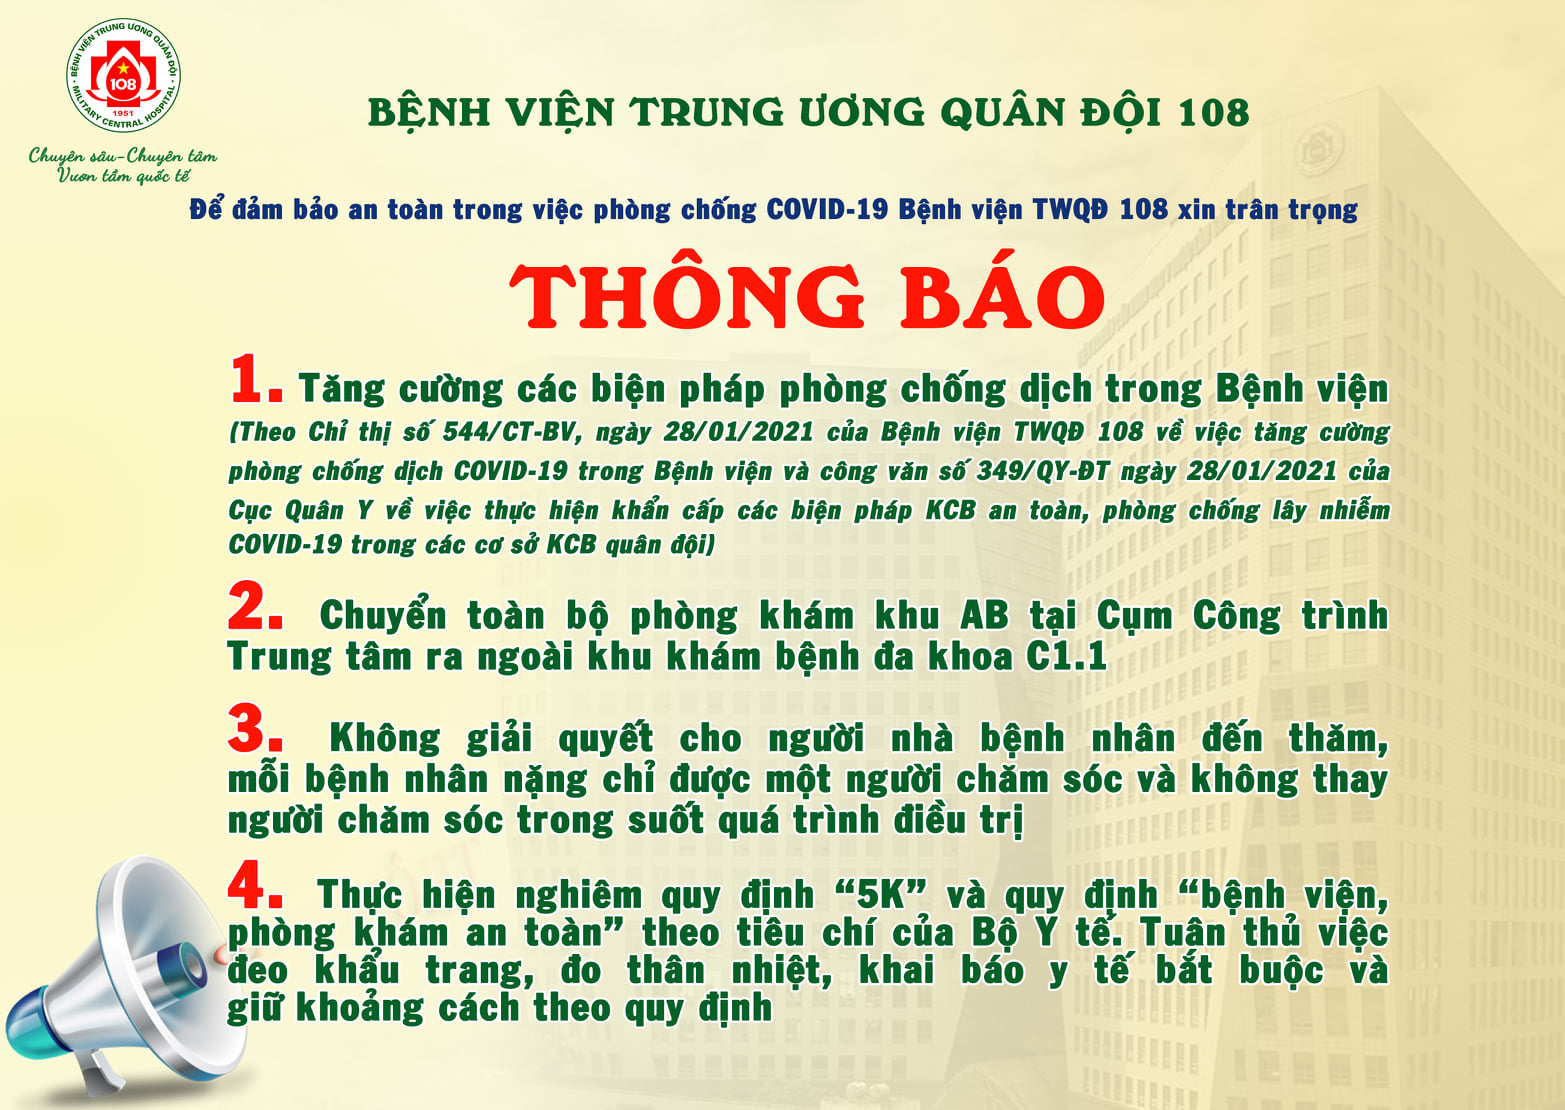 BỆNH VIỆN TRUNG ƯƠNG QUÂN ĐỘI
108
1951
MILITARY CENTRAL HOSPITAL
Chuyên sâu-Chuyên tâm
Vươn tầm quốc tế
BỆNH VIỆN TRUNG ƯƠNG QUÂN ĐỘI 108
Để đảm bảo an toàn trong việc phòng chống COVID-19 Bệnh viện TWQĐ 108 xin trân trọng
THÔNG BÁO
1. Tăng cường các biện pháp phòng chống dịch trong Bệnh viện
(Theo Chỉ thị số 544/CT-BV, ngày 28/01/2021 của Bệnh viện TWQĐ 108 về việc tăng cường
phòng chống dịch COVID-19 trong Bệnh viện và công văn số 349/QY-ĐT ngày 28/01/2021 của
Cục Quân Y về việc thực hiện khẩn cấp các biện pháp KCB an toàn, phòng chống lây nhiễm
COVID-19 trong các cơ sở KCB quân đội)
2. Chuyển toàn bộ phòng khám khu AB tại Cụm Công trình
Trung tâm ra ngoài khu khám bệnh đa khoa C1.1
3. Không giải quyết cho người nhà bệnh nhân đến thăm,
mỗi bệnh nhân nặng chỉ được một người chăm sóc và không thay
người chăm sóc trong suốt quá trình điều trị
4. Thực hiện nghiêm quy định “5K” và quy định “bệnh viện,
phòng khám an toàn” theo tiêu chí của Bộ Y tế. Tuân thủ việc
đeo khẩu trang, đo thân nhiệt, khai báo y tế bắt buộc và
giữ khoảng cách theo quy định